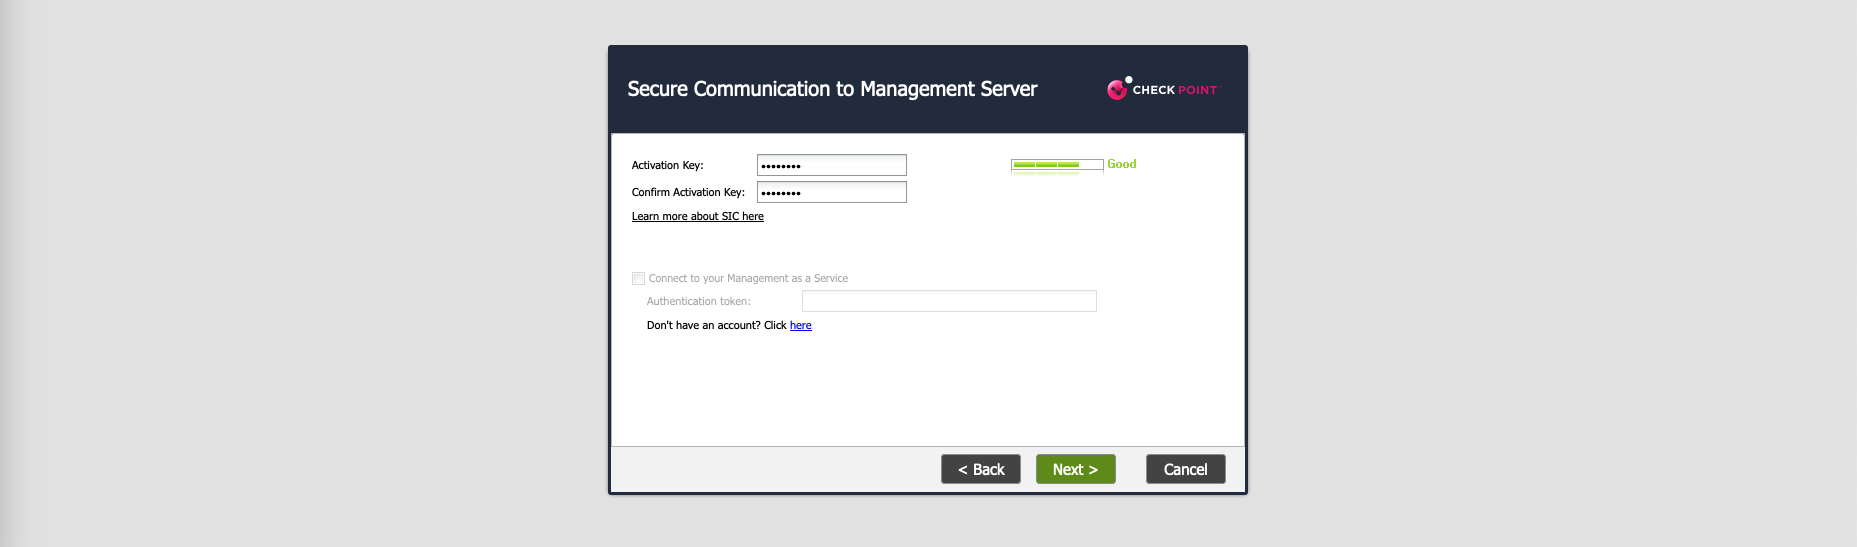 Secure Communication to Management Server
CHECK POINT
Activation Key:
••••••••
Good
Confirm Activation Key:
••••••••
Learn more about SIC here
Connect to your Management as a Service
Authentication token:
Don't have an account? Click here
< Back
Next >
Cancel